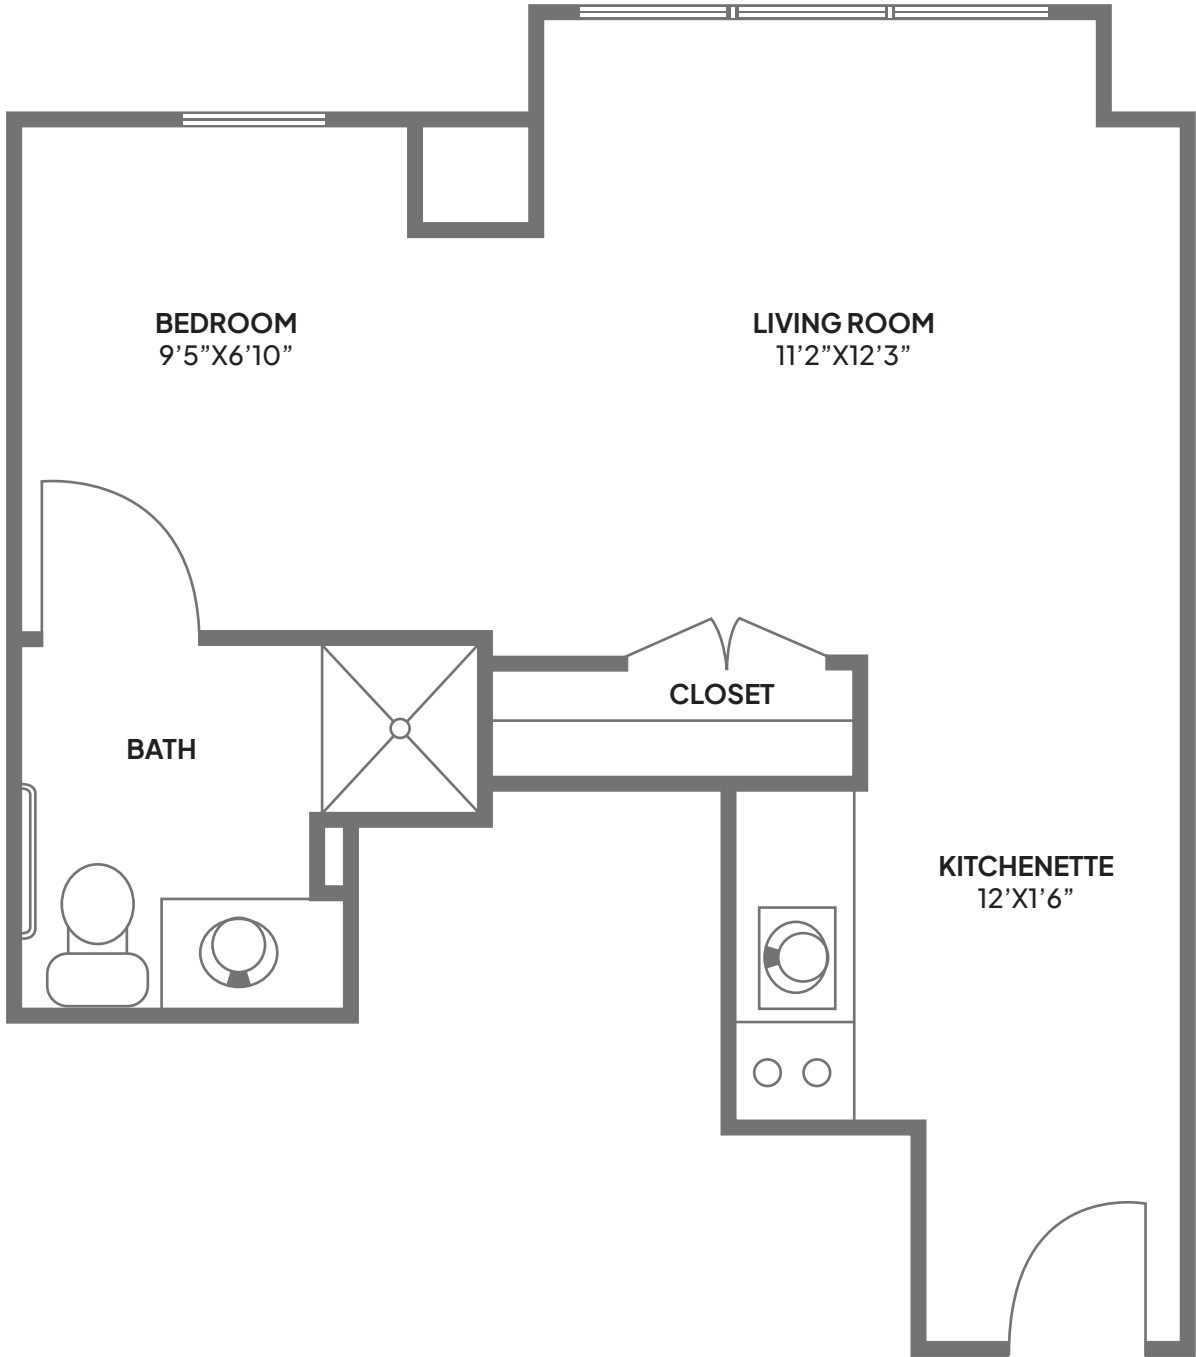 BEDROOM
9’5”X6’10”
LIVING ROOM
11’2”X12’3”
CLOSET
BATH
KITCHENETTE
12’X1’6”